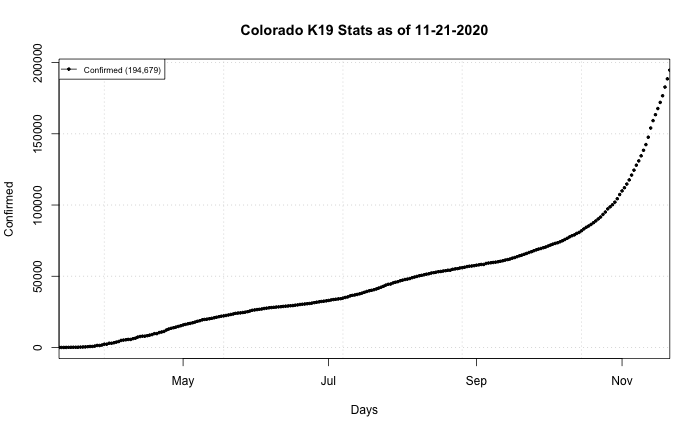 Colorado K19 Stats as of 11-21-2020
Confirmed (194,679)
200000
150000
100000
50000
0
Confirmed
May Jul Sep Nov
Days